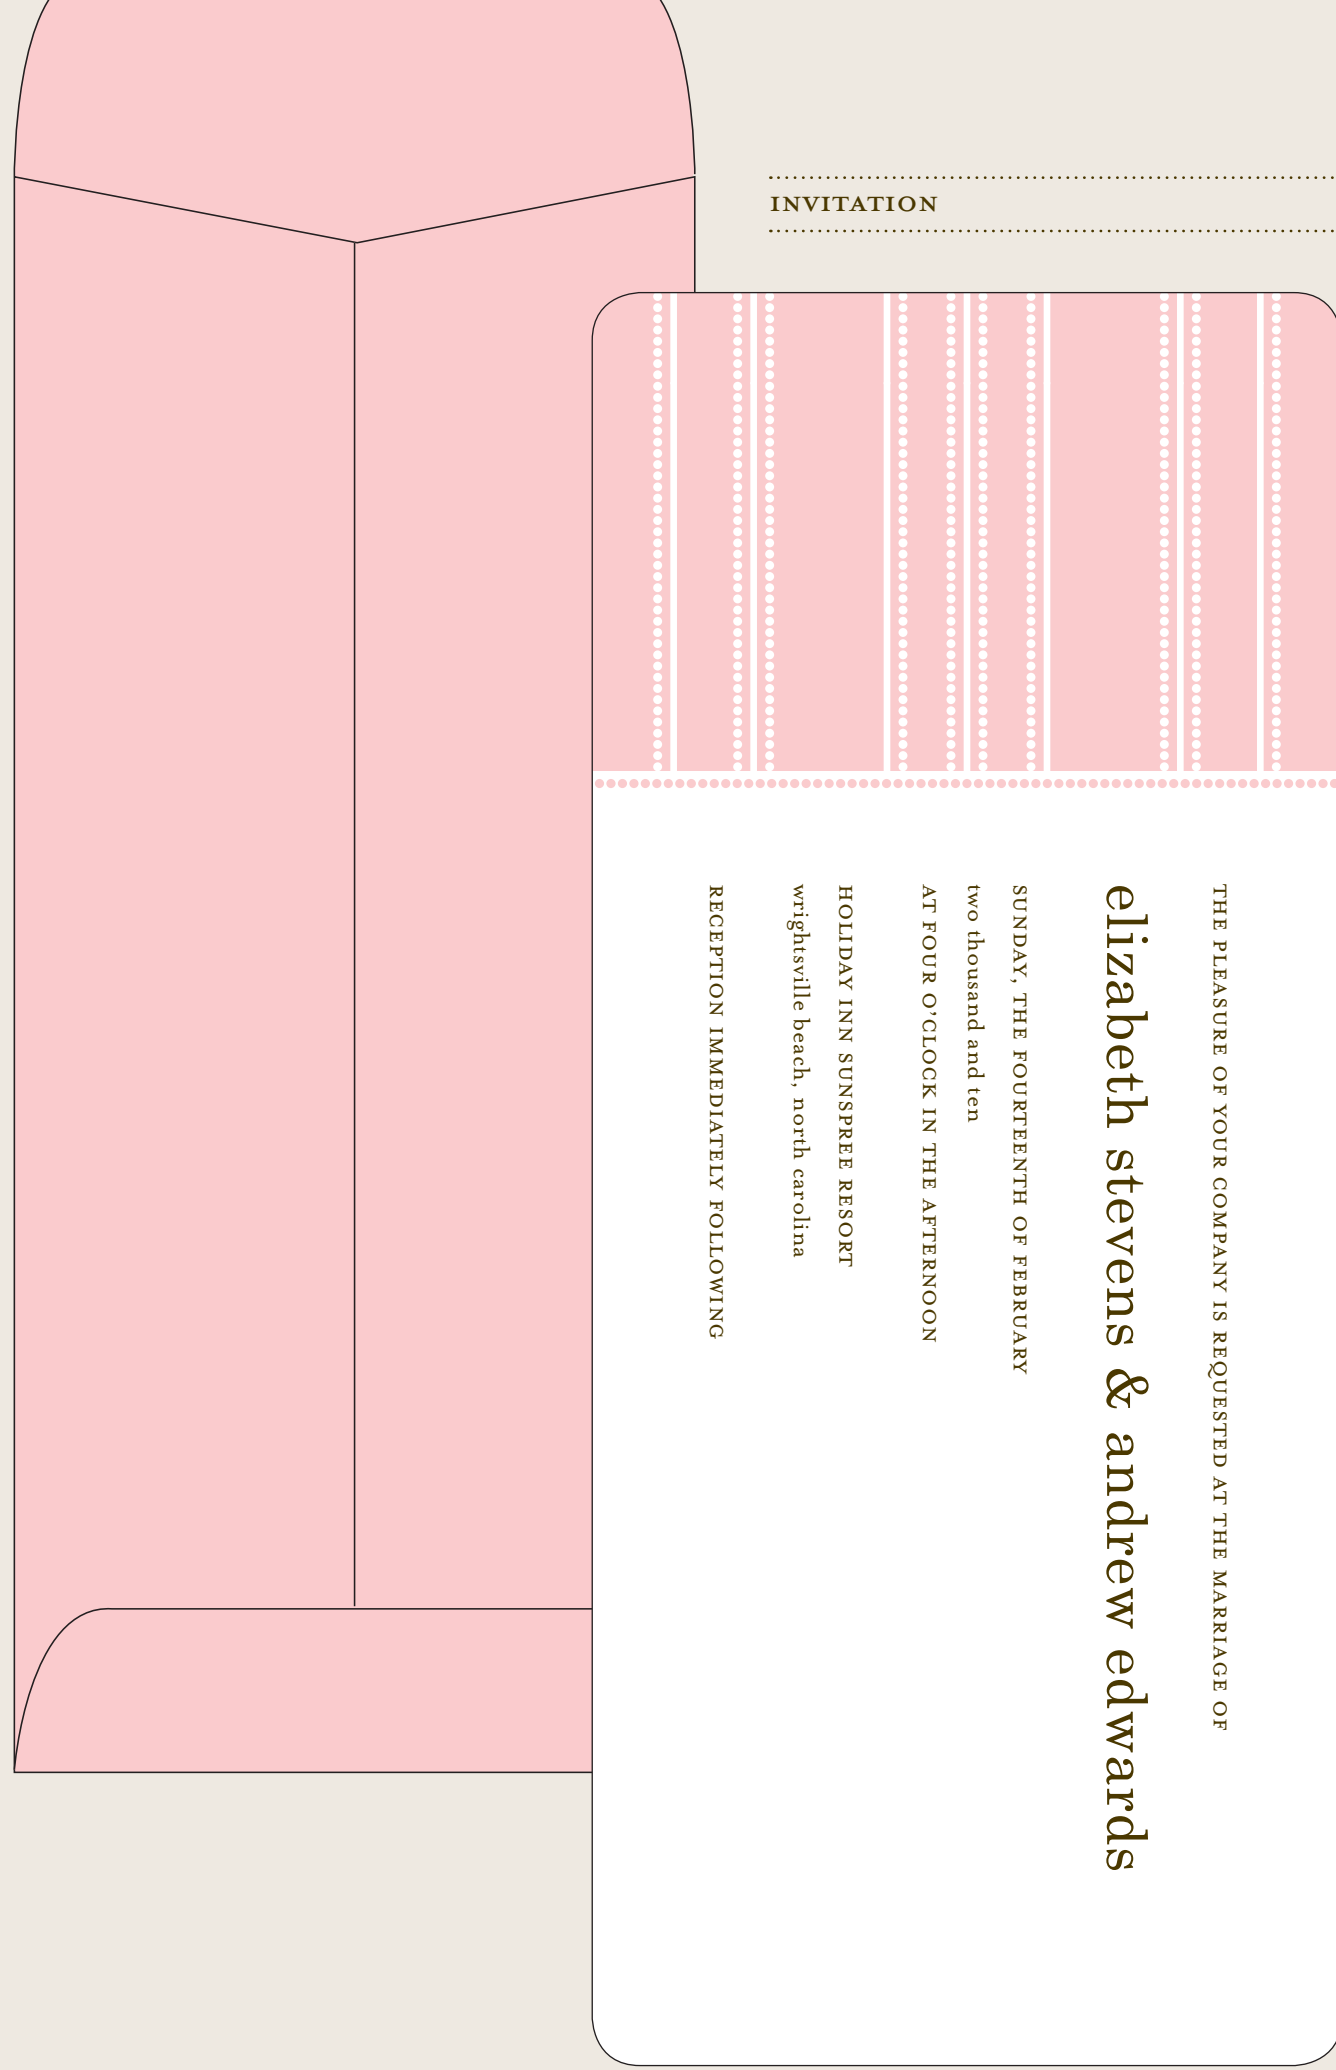 INVITATION
THE PLEASURE OF YOUR COMPANY IS REQUESTED AT THE MARRIAGE OF
elizabeth stevens & andrew edwards
SUNDAY, THE FOURTEENTH OF FEBRUARY
two thousand and ten
AT FOUR O’CLOCK IN THE AFTERNOON
HOLIDAY INN SUNSPREE RESORT
wrightsville beach, north carolina
RECEPTION IMMEDIATELY FOLLOWING